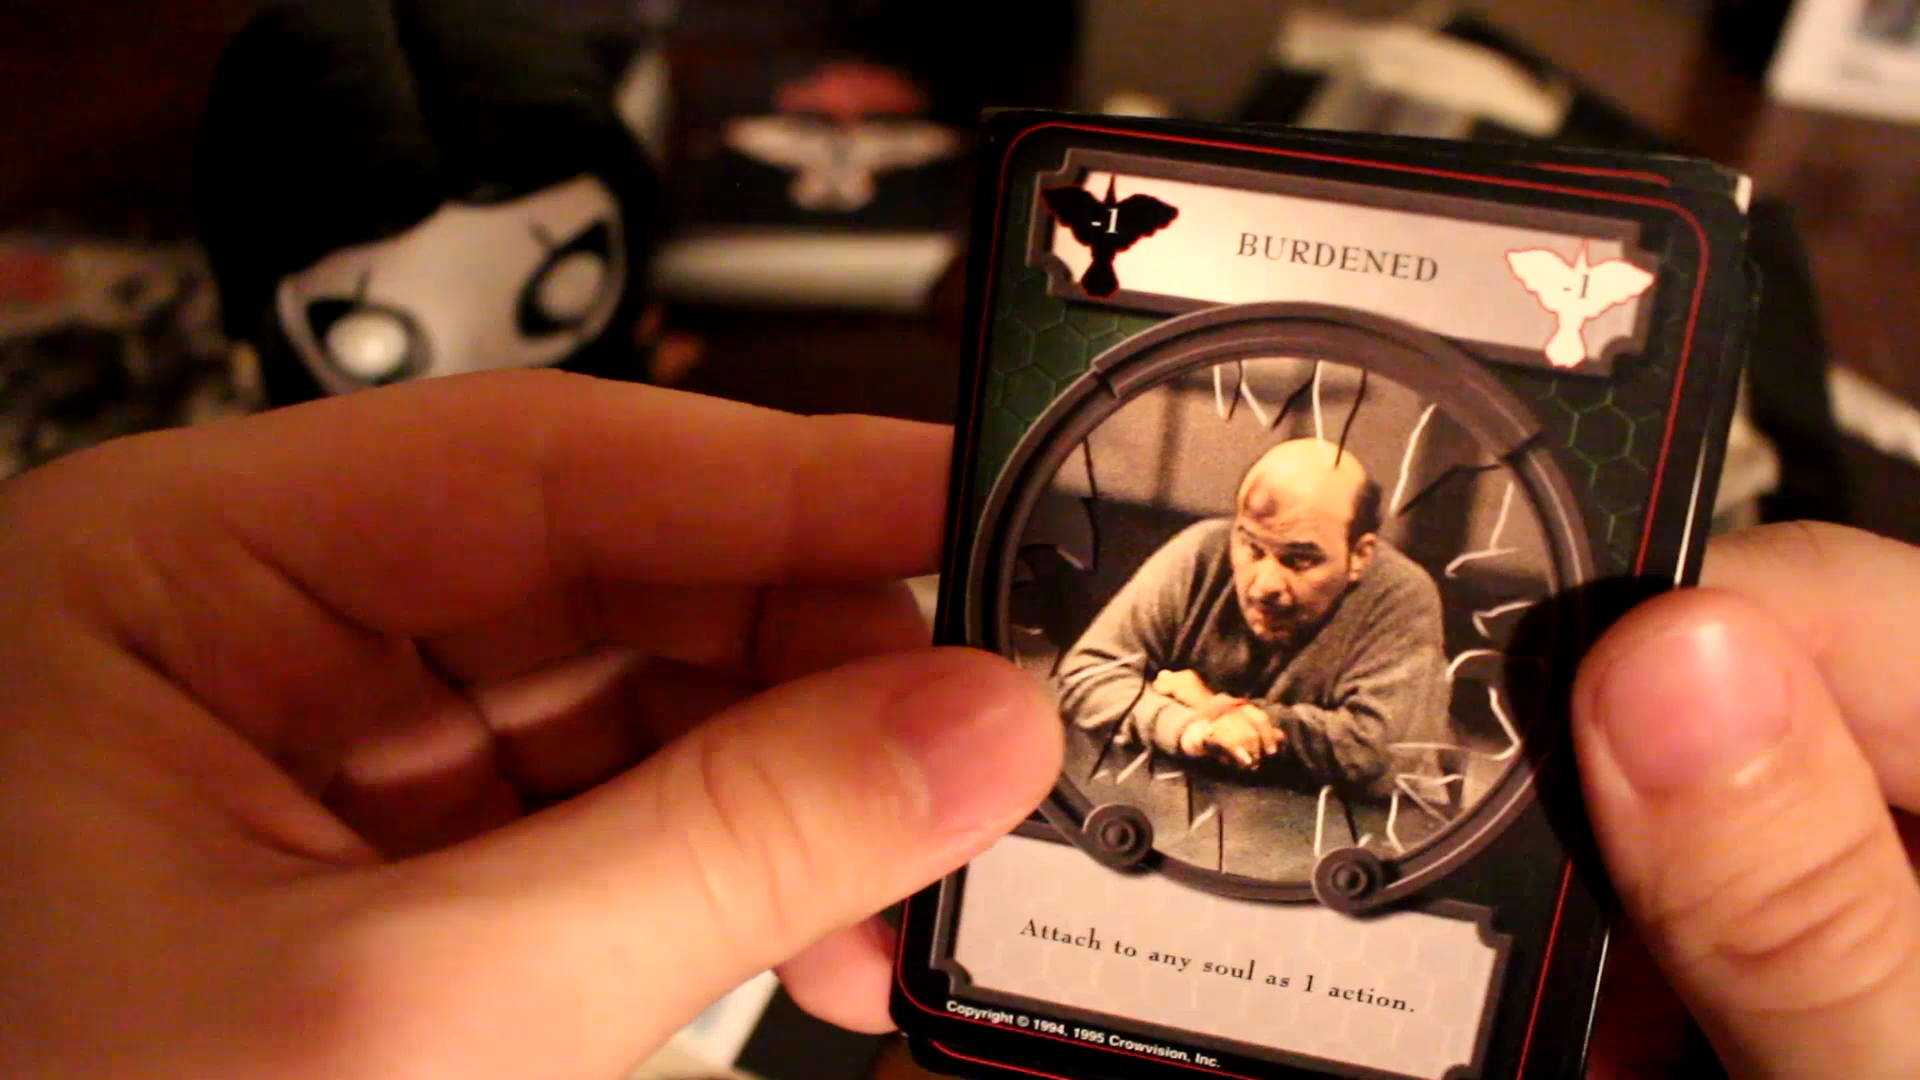 -1 BURDENED -1
Attach to any soul as 1 action.
Copyright © 1994, 1995 Crowvision, Inc.